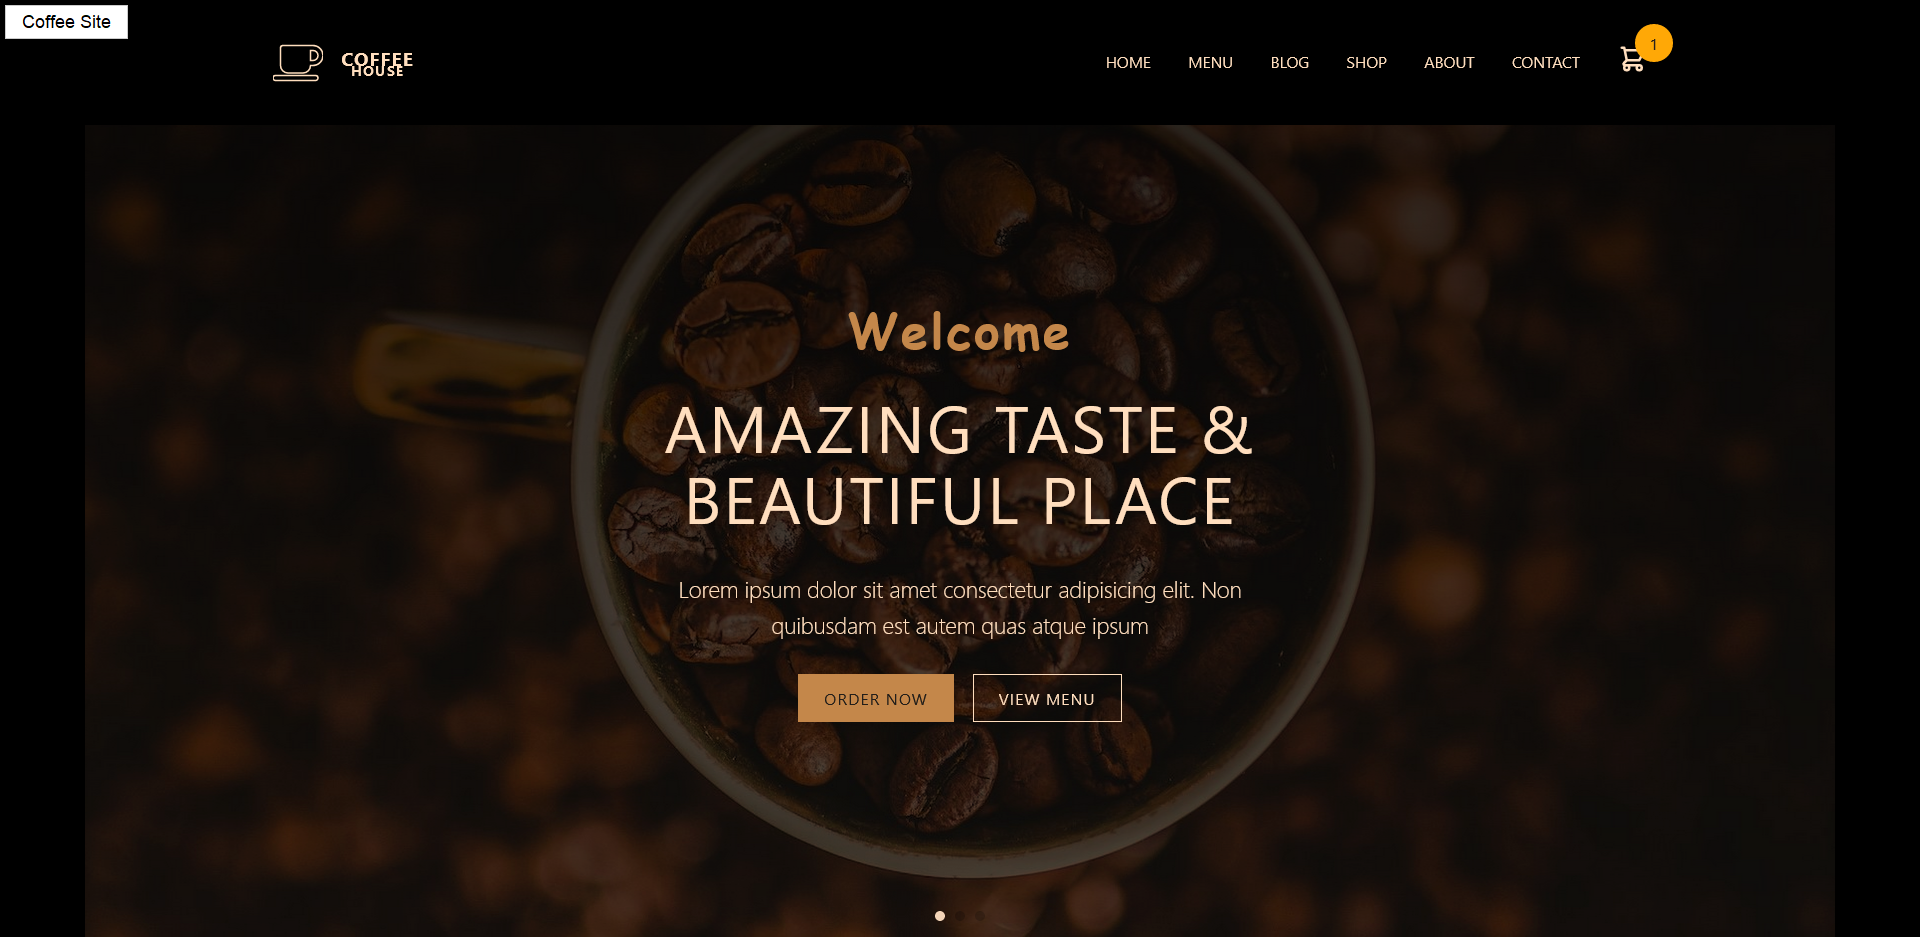 Coffee Site
COFFEE
HOUSE
HOME MENU BLOG SHOP ABOUT CONTACT 1
Welcome
AMAZING TASTE &
BEAUTIFUL PLACE
Lorem ipsum dolor sit amet consectetur adipisicing elit. Non
quibusdam est autem quas atque ipsum
ORDER NOW VIEW MENU